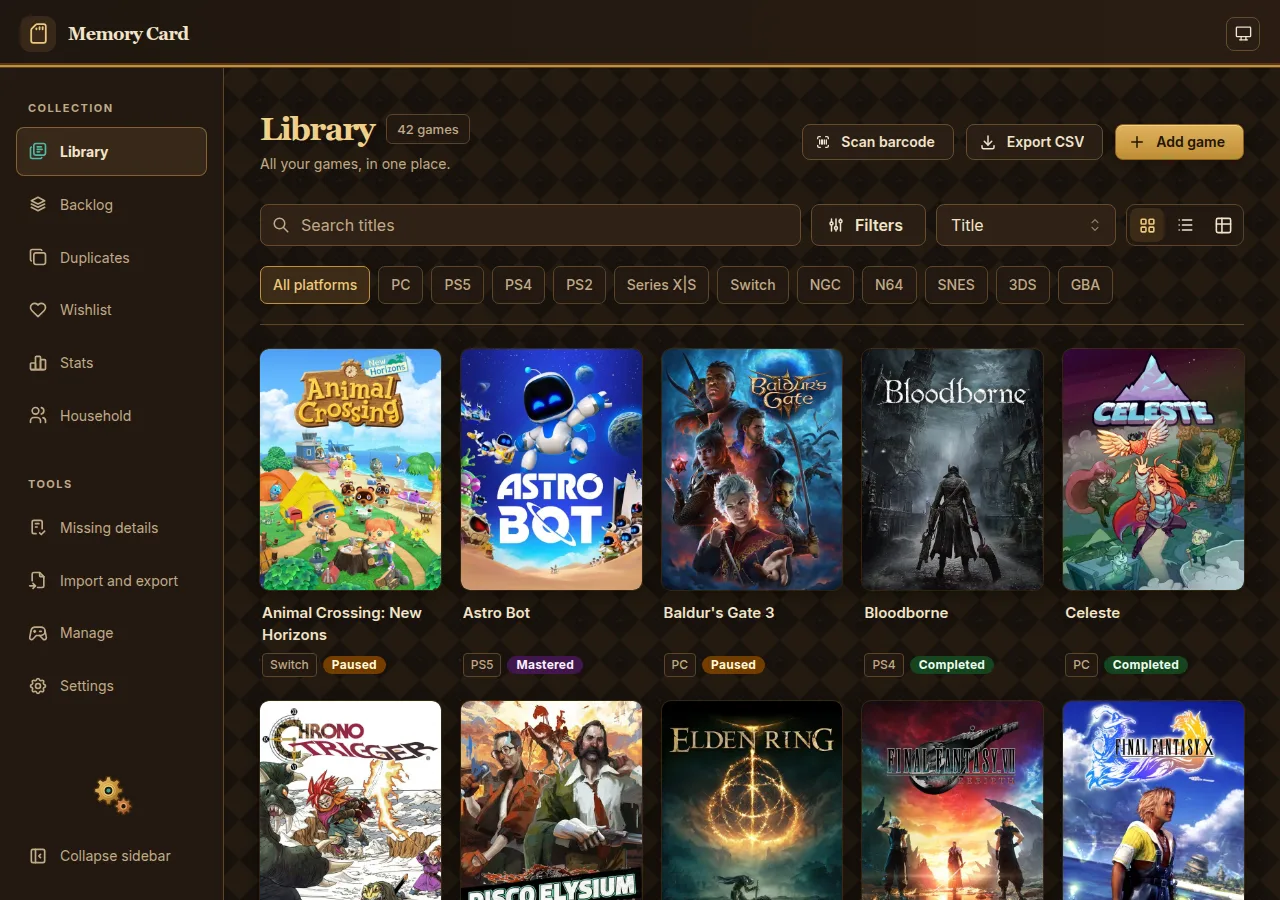 Memory Card
COLLECTION
Library
Backlog
Duplicates
Wishlist
Stats
Household
TOOLS
Missing details
Import and export
Manage
Settings
Collapse sidebar
Library
42 games
All your games, in one place.
Scan barcode
Export CSV
Add game
Search titles
Filters
Title
All platforms
PC
PS5
PS4
PS2
Series X|S
Switch
NGC
N64
SNES
3DS
GBA
New
Horizons
Animal
Crossing
ASTRO
BOT
Baldur's
Gate
Bloodborne
CELESTE
Animal Crossing: New
Horizons
Switch
Paused
Astro Bot
PS5
Mastered
Baldur's Gate 3
PC
Paused
Bloodborne
PS4
Completed
Celeste
PC
Completed
CHRONO
TRIGGER
DISCO ELYSIUM
ELDEN RING
FINAL FANTASY VII
REBIRTH
FINAL FANTASY X